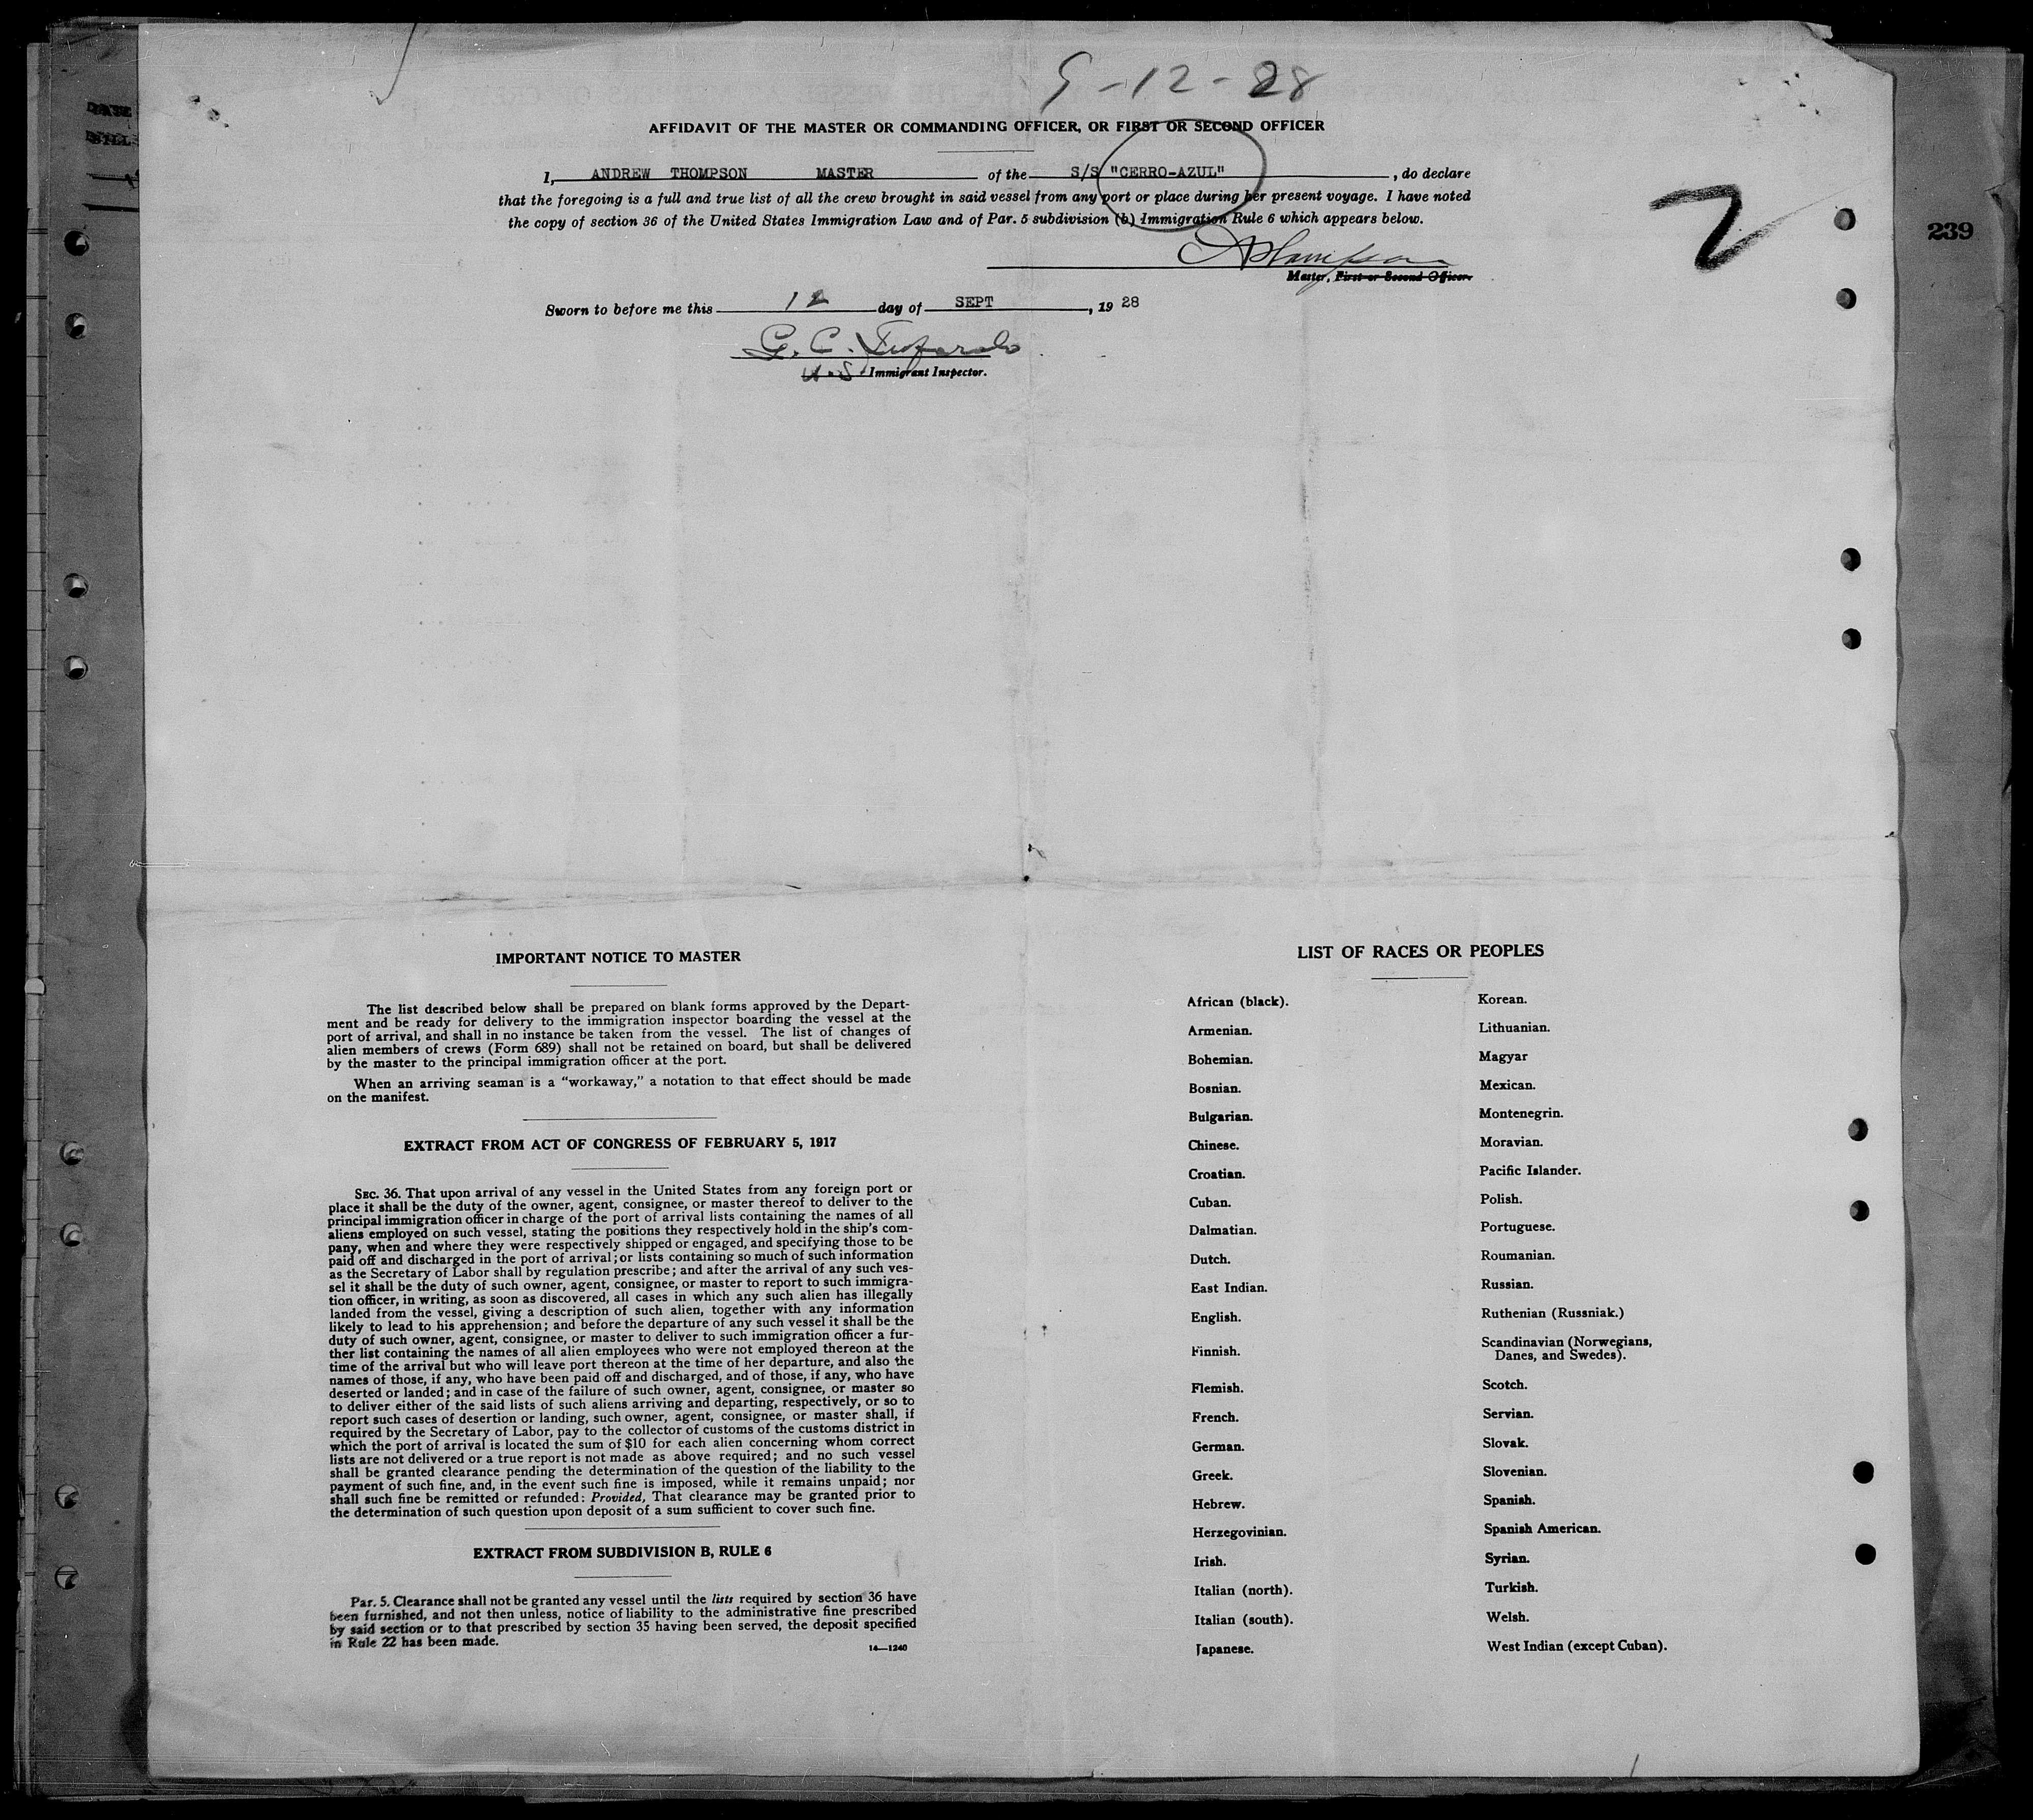 9-12-28
AFFIDAVIT OF THE MASTER OR COMMANDING OFFICER, OR FIRST OR SECOND OFFICER
I, ANDREW THOMPSON MASTER of the S/S "CERRO-AZUL", do declare
that the foregoing is a full and true list of all the crew brought in said vessel from any port or place during her present voyage. I have noted
the copy of section 36 of the United States Immigration Law and of Par. 5 subdivision (b) Immigration Rule 6 which appears below.
2
239
AThompson
Master, First or Second Officer.
Sworn to before me this 12 day of SEPT, 1928
G. C.
U.S. Immigrant Inspector.
IMPORTANT NOTICE TO MASTER
The list described below shall be prepared on blank forms approved by the Depart-
ment and be ready for delivery to the immigration inspector boarding the vessel at the
port of arrival, and shall in no instance be taken from the vessel. The list of changes of
alien members of crews (Form 689) shall not be retained on board, but shall be delivered
by the master to the principal immigration officer at the port.
When an arriving seaman is a "workaway," a notation to that effect should be made
on the manifest.
EXTRACT FROM ACT OF CONGRESS OF FEBRUARY 5, 1917
SEC. 36. That upon arrival of any vessel in the United States from any foreign port or
place it shall be the duty of the owner, agent, consignee, or master thereof to deliver to the
principal immigration officer in charge of the port of arrival lists containing the names of all
aliens employed on such vessel, stating the positions they respectively hold in the ship's com-
pany, when and where they were respectively shipped or engaged, and specifying those to be
paid off and discharged in the port of arrival; or lists containing so much of such information
as the Secretary of Labor shall by regulation prescribe; and after the arrival of any such ves-
sel it shall be the duty of such owner, agent, consignee, or master to report to such immigra-
tion officer, in writing, as soon as discovered, all cases in which any such alien has illegally
landed from the vessel, giving a description of such alien, together with any information
likely to lead to his apprehension; and before the departure of any such vessel it shall be the
duty of such owner, agent, consignee, or master to deliver to such immigration officer a fur-
ther list containing the names of all alien employees who were not employed thereon at the
time of the arrival but who will leave port thereon at the time of her departure, and also the
names of those, if any, who have been paid off and discharged, and of those, if any, who have
deserted or landed; and in case of the failure of such owner, agent, consignee, or master so
to deliver either of the said lists of such aliens arriving and departing, respectively, or so to
report such cases of desertion or landing, such owner, agent, consignee, or master shall, if
required by the Secretary of Labor, pay to the collector of customs of the customs district in
which the port of arrival is located the sum of $10 for each alien concerning whom correct
lists are not delivered or a true report is not made as above required; and no such vessel
shall be granted clearance pending the determination of the question of the liability to the
payment of such fine, and, in the event such fine is imposed, while it remains unpaid; nor
shall such fine be remitted or refunded: Provided, That clearance may be granted prior to
the determination of such question upon deposit of a sum sufficient to cover such fine.
EXTRACT FROM SUBDIVISION B, RULE 6
Par. 5. Clearance shall not be granted any vessel until the lists required by section 36 have
been furnished, and not then unless, notice of liability to the administrative fine prescribed
by said section or to that prescribed by section 35 having been served, the deposit specified
in Rule 22 has been made.
14—1240
LIST OF RACES OR PEOPLES
African (black).
Armenian.
Bohemian.
Bosnian.
Bulgarian.
Chinese.
Croatian.
Cuban.
Dalmatian.
Dutch.
East Indian.
English.
Finnish.
Flemish.
French.
German.
Greek.
Hebrew.
Herzegovinian.
Irish.
Italian (north).
Italian (south).
Japanese.
Korean.
Lithuanian.
Magyar
Mexican.
Montenegrin.
Moravian.
Pacific Islander.
Polish.
Portuguese.
Roumanian.
Russian.
Ruthenian (Russniak.)
Scandinavian (Norwegians,
Danes, and Swedes).
Scotch.
Servian.
Slovak.
Slovenian.
Spanish.
Spanish American.
Syrian.
Turkish.
Welsh.
West Indian (except Cuban).